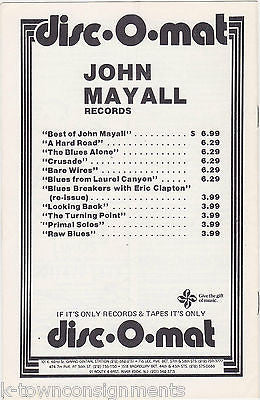 disc-O-mat
JOHN
MAYALL
RECORDS
"Best of John Mayall" . . . . . . . . . . $ 6.99
"A Hard Road" . . . . . . . . . . . . . . . 6.29
"The Blues Alone" . . . . . . . . . . . . . 6.29
"Crusade" . . . . . . . . . . . . . . . . . 6.29
"Bare Wires" . . . . . . . . . . . . . . . . 6.29
"Blues from Laurel Canyon" . . . . . . . 6.29
"Blues Breakers with Eric Clapton"
(re-issue) . . . . . . . . . . . . . . . . 3.99
"Looking Back" . . . . . . . . . . . . . . 3.99
"The Turning Point" . . . . . . . . . . . 3.99
"Primal Solos" . . . . . . . . . . . . . . 3.99
"Raw Blues" . . . . . . . . . . . . . . . . 3.99
Give the gift
of music.
IF IT'S ONLY RECORDS & TAPES IT'S ONLY
disc-O-mat
k-townconsignments